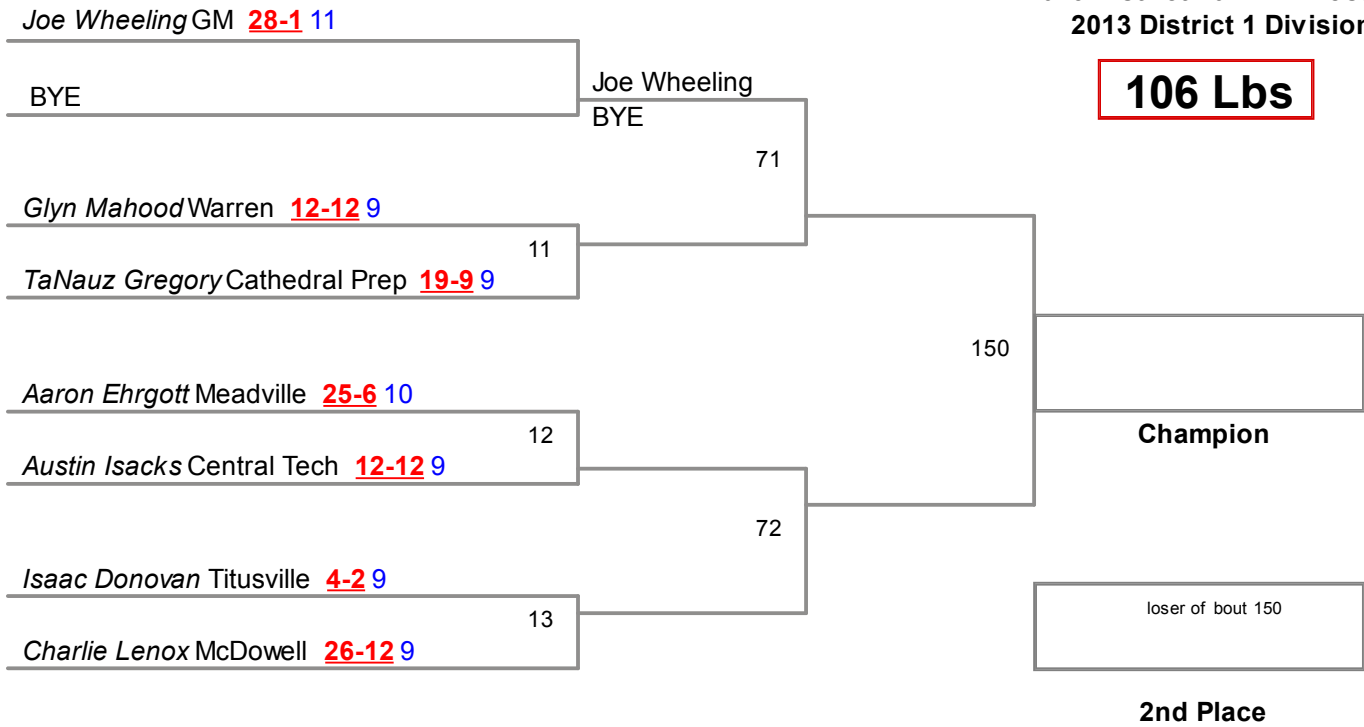 Joe Wheeling GM 28-1 11
2013 District 1 Division
BYE
Joe Wheeling
BYE
106 Lbs
71
Glyn Mahood Warren 12-12 9
11
TaNauz Gregory Cathedral Prep 19-9 9
150
Aaron Ehrgott Meadville 25-6 10
12
Austin Isacks Central Tech 12-12 9
Champion
72
Isaac Donovan Titusville 4-2 9
13
Charlie Lenox McDowell 26-12 9
loser of bout 150
2nd Place